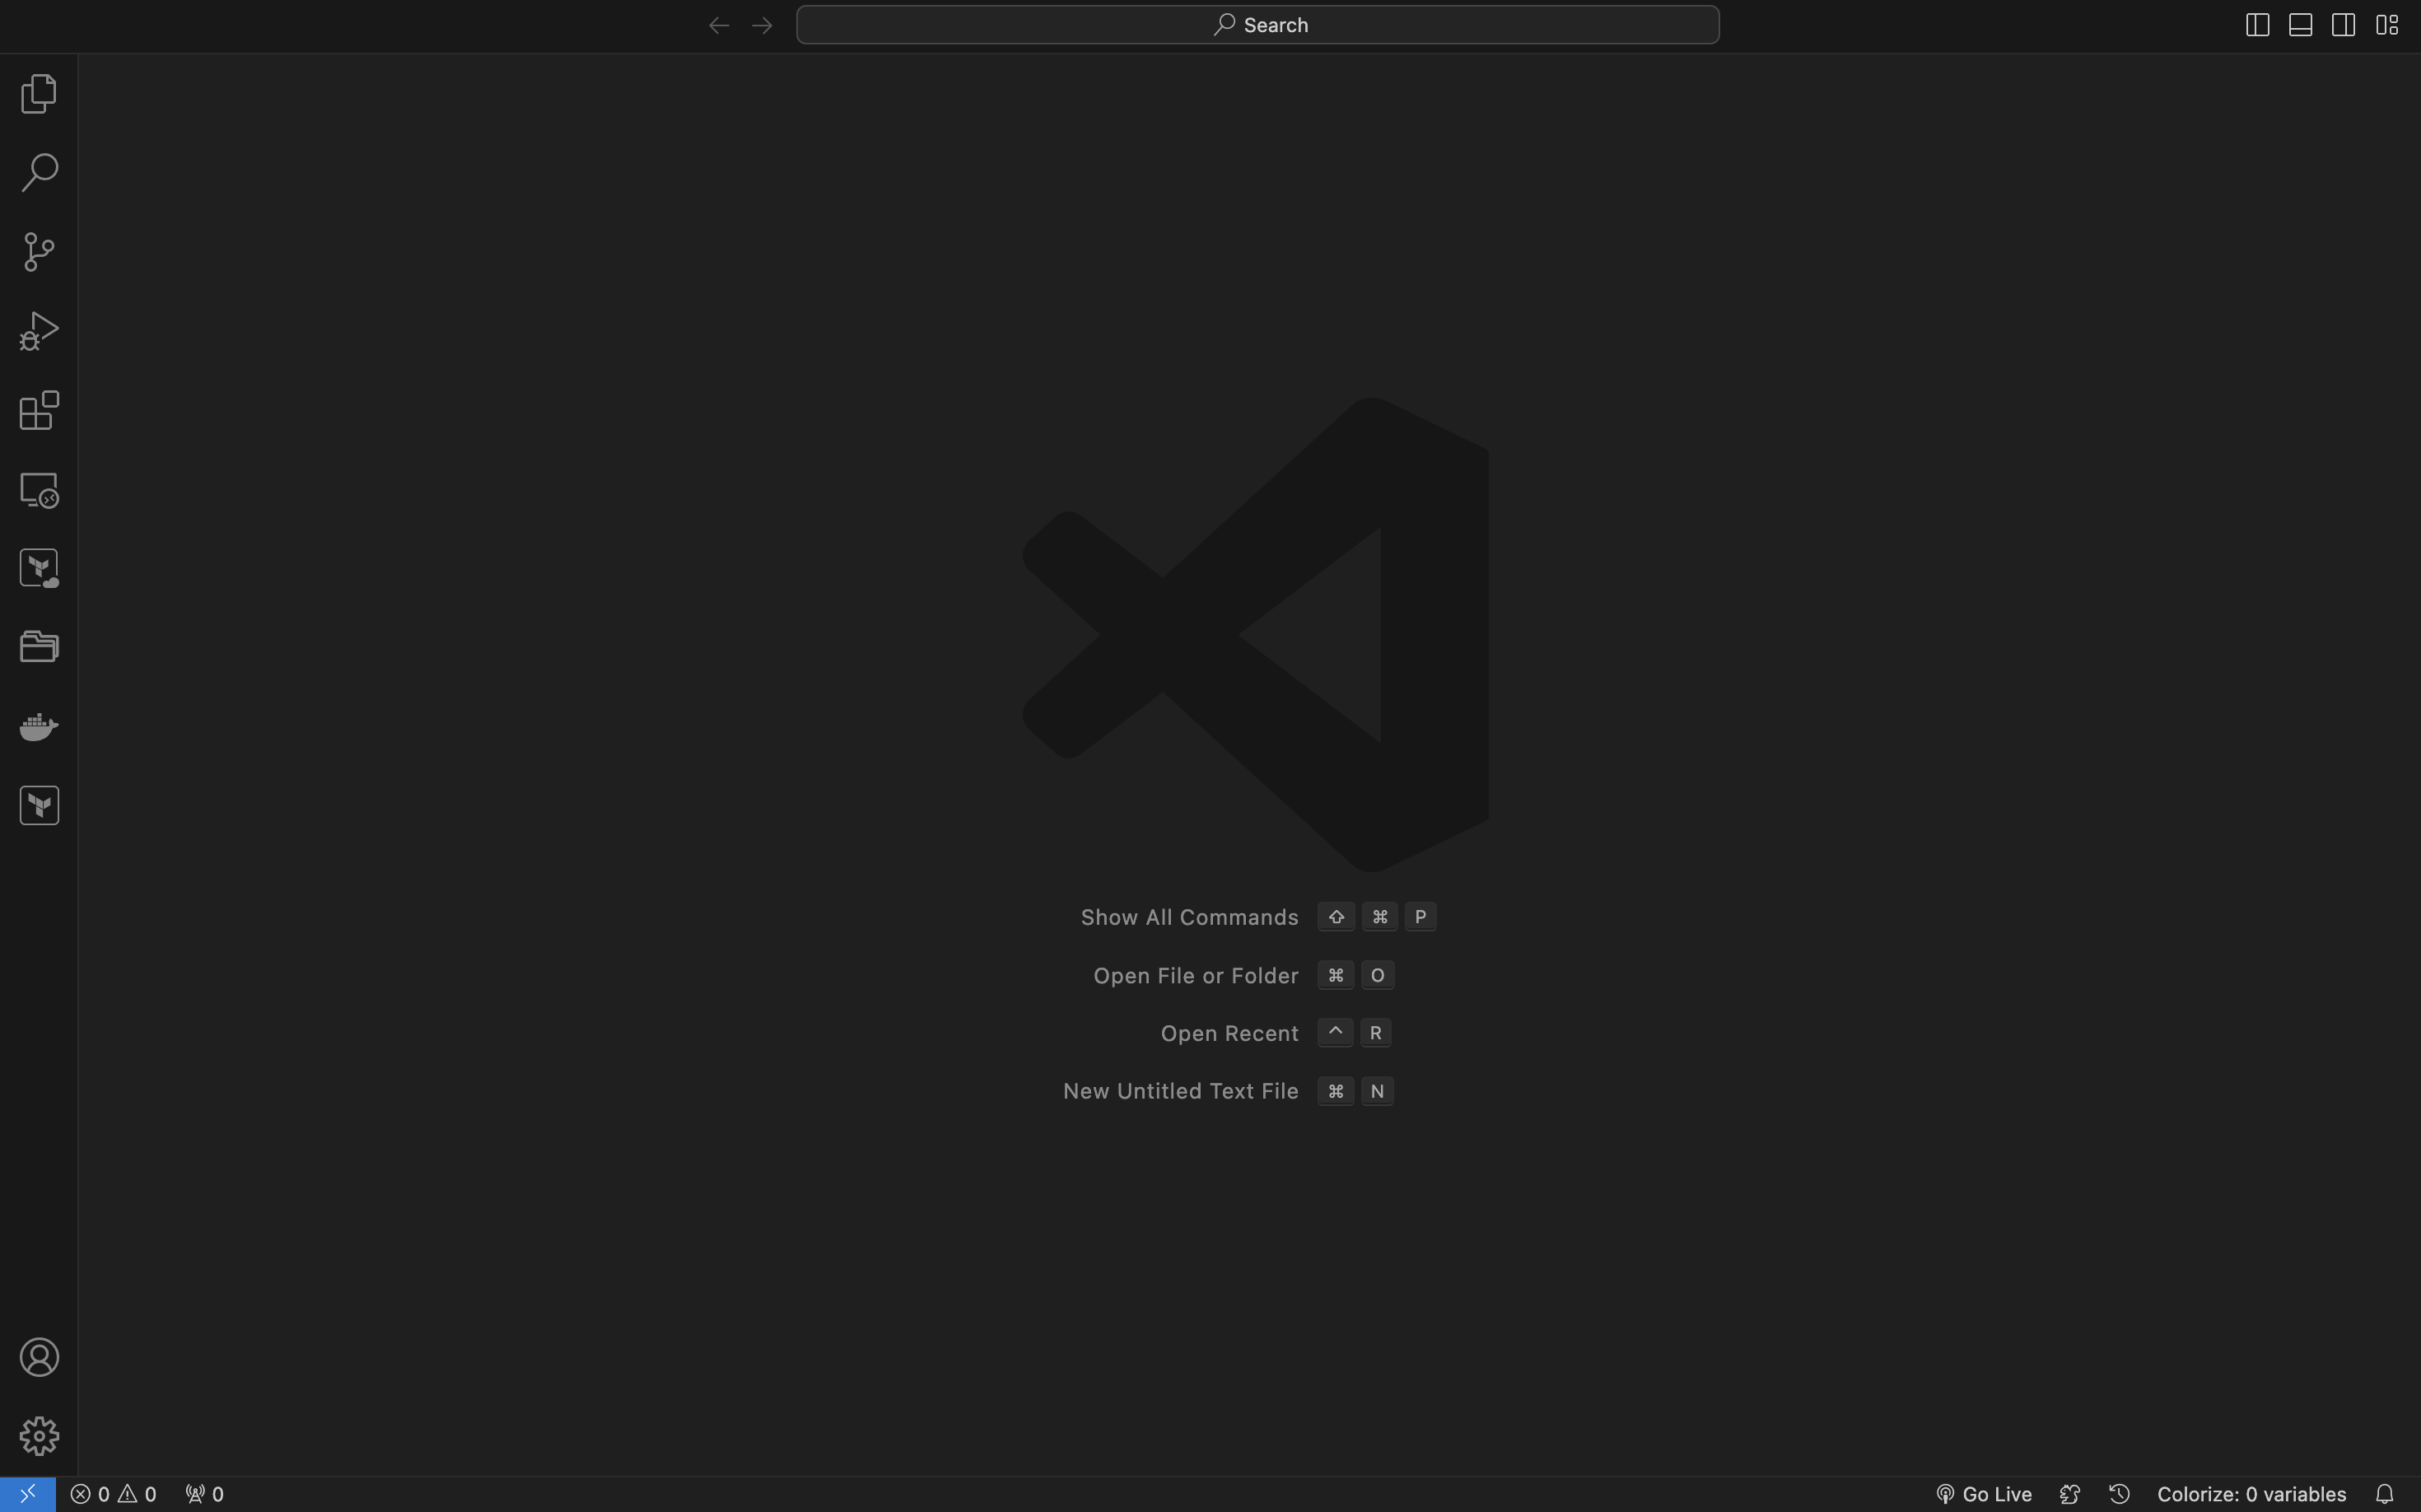 Search
Show All Commands ⇧ ⌘ P
Open File or Folder ⌘ O
Open Recent ^ R
New Untitled Text File ⌘ N
0 0 0
Go Live Colorize: 0 variables